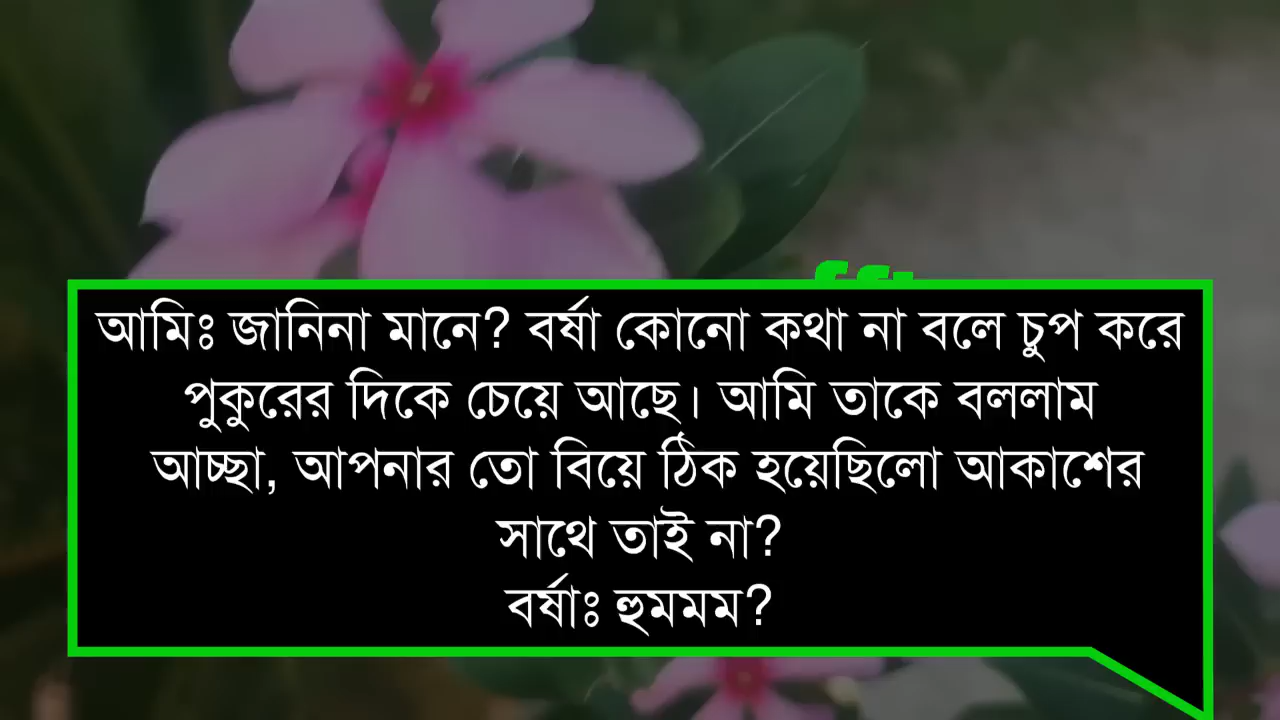 আমিঃ জানিনা মানে? বর্ষা কোনো কথা না বলে চুপ করে
পুকুরের দিকে চেয়ে আছে। আমি তাকে বললাম
আচ্ছা, আপনার তো বিয়ে ঠিক হয়েছিলো আকাশের
সাথে তাই না?
বর্ষাঃ হুমমম?